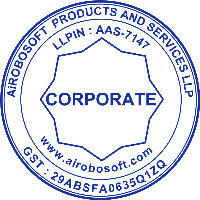 AiROBOSOFT PRODUCTS AND SERVICES LLP
LLPIN : AAS-7147
CORPORATE
www.airobosoft.com
GST : 29ABSFA0635Q1ZQ